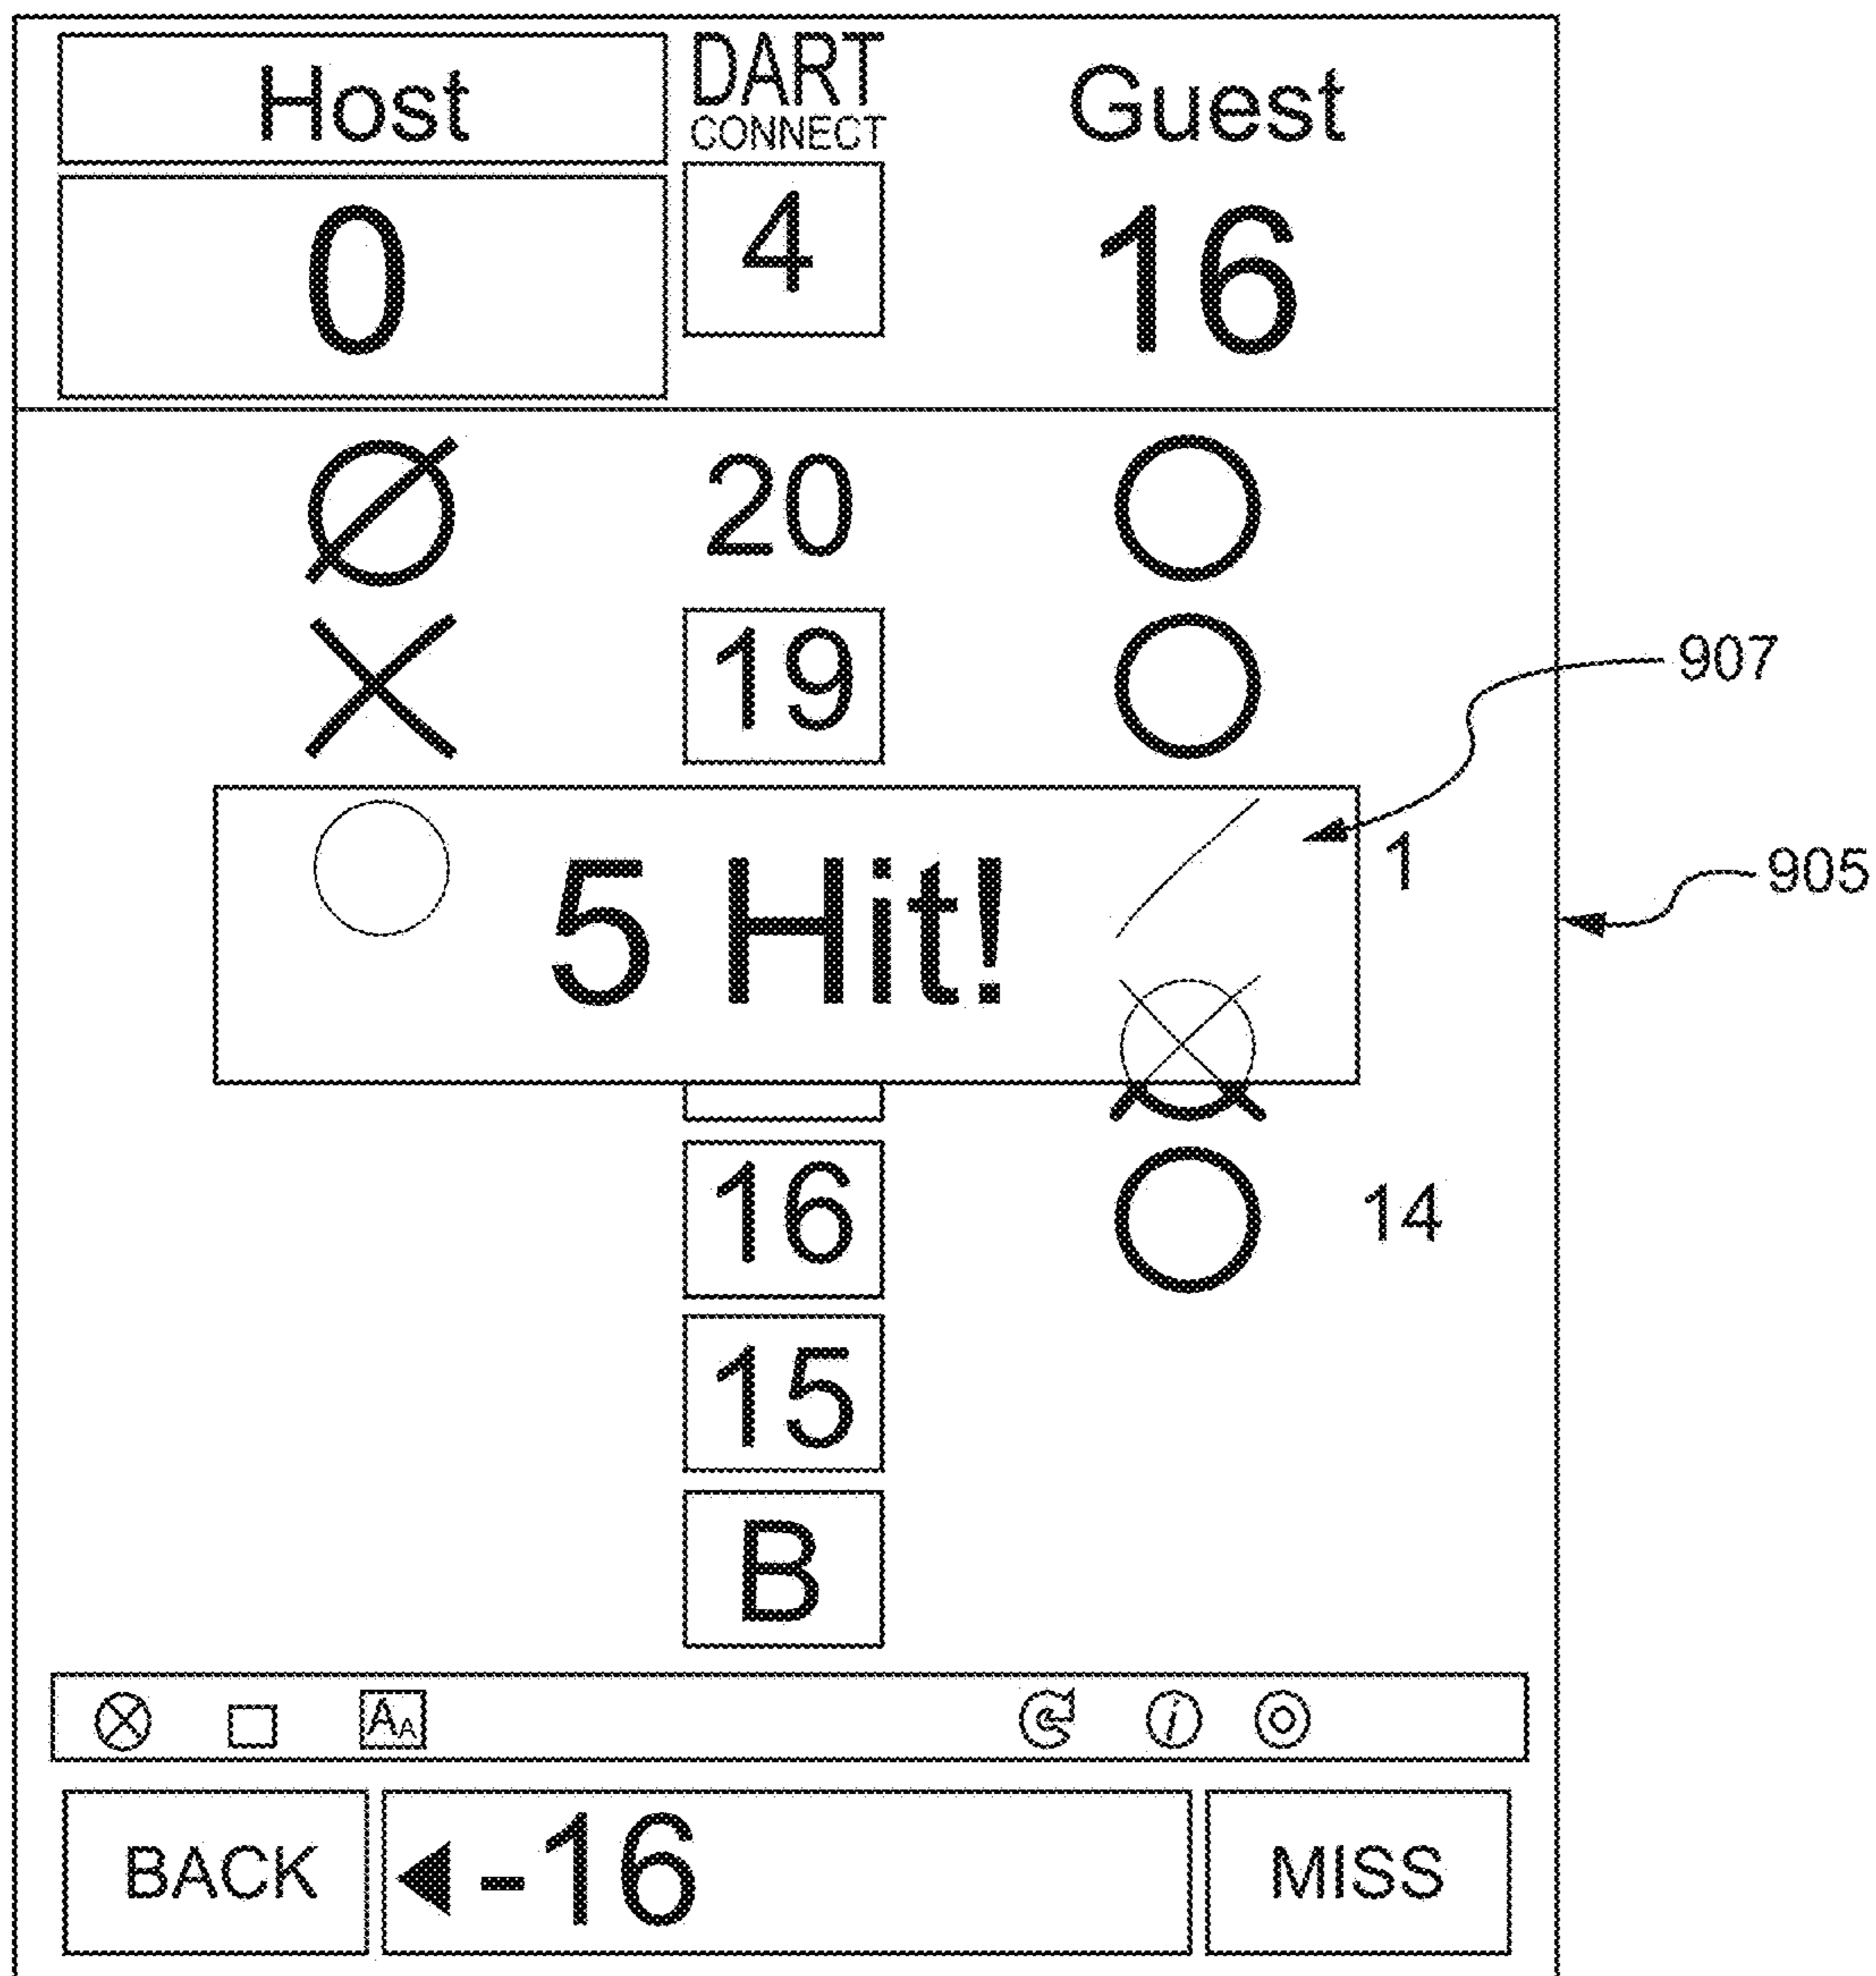 Host DART Guest
CONNECT
0 4 16
20
19
907
5 Hit! 1
905
16 14
15
B
AA i
BACK -16 MISS